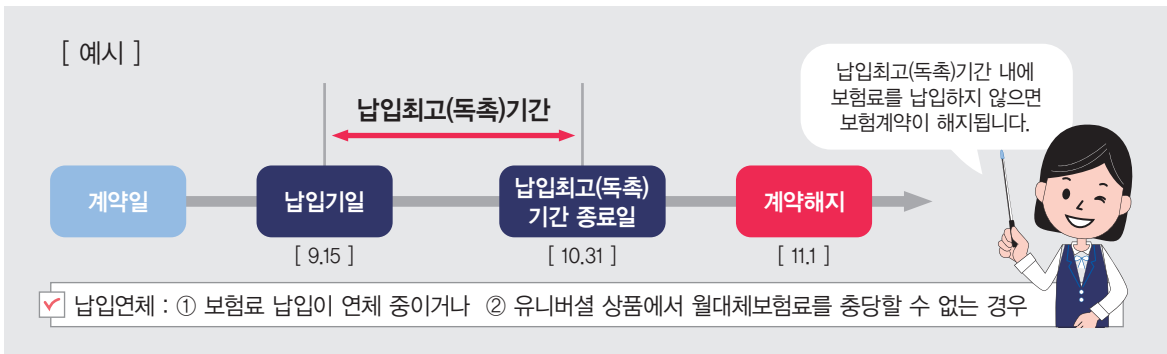 [ 예시 ]
납입최고(독촉)기간 내에
보험료를 납입하지 않으면
보험계약이 해지됩니다.
납입최고(독촉)기간
계약일
납입기일
납입최고(독촉)
기간 종료일
계약해지
[ 9.15 ]
[ 10.31 ]
[ 11.1 ]
납입연체 : ① 보험료 납입이 연체 중이거나 ② 유니버셜 상품에서 월대체보험료를 충당할 수 없는 경우